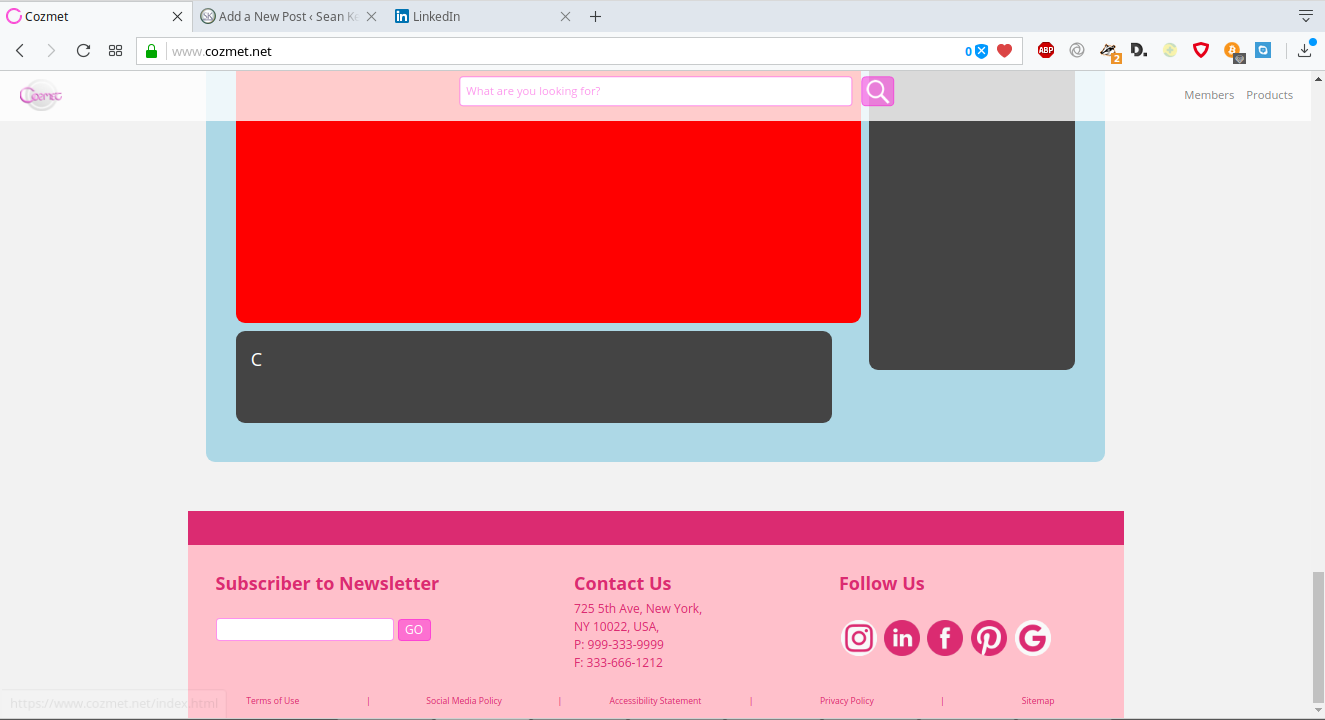 Cozmet
Add a New Post ‹ Sean Ke
LinkedIn
www.cozmet.net
0
ABP
2
D.
Cozmet
What are you looking for?
Members
Products
C
Subscriber to Newsletter
GO
Contact Us
725 5th Ave, New York,
NY 10022, USA,
P: 999-333-9999
F: 333-666-1212
Follow Us
https://www.cozmet.net/index.html
Terms of Use | Social Media Policy | Accessibility Statement | Privacy Policy | Sitemap